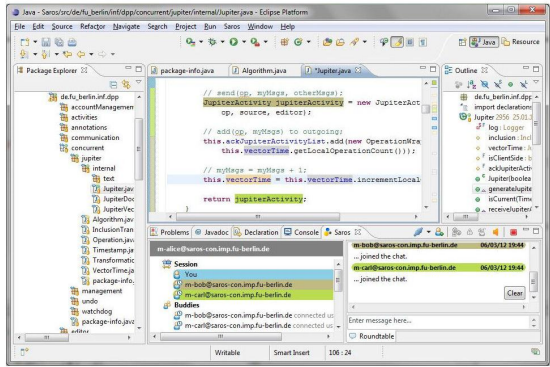 Java - Saros/src/de/fu_berlin/inf/dpp/concurrent/jupiter/internal/Jupiter.java - Eclipse Platform
File Edit Source Refactor Navigate Search Project Run Saros Window Help
Java Resource
Package Explorer
de.fu_berlin.inf.dpp
accountManagemen
activities
annotations
communication
concurrent
jupiter
internal
text
Jupiter.java
JupiterDoc
JupiterVec
Algorithm.java
InclusionTran
Operation.java
Timestamp.ja
Transformatic
VectorTime.ja
package-info.
management
undo
watchdog
package-info.java
editor
package-info.java
Algorithm.java
*Jupiter.java
// send(op, myMsgs, otherMsgs);
JupiterActivity jupiterActivity = new JupiterAct
op, source, editor);
// add(op, myMsgs) to outgoing;
this.ackJupiterActivityList.add(new OperationWra
this.vectorTime.getLocalOperationCount()));
// myMsgs = myMsgs + 1;
this.vectorTime = this.vectorTime.incrementLocal
return jupiterActivity;
}
Outline
de.fu_berlin.inf.dpp
import declarations
Jupiter 2956 25.01.
log : Logger
inclusion : Incl
vectorTime :
isClientSide : b
ackJupiterActiv
Jupiter(boolea
generateJupite
isCurrent(Time
receiveJupiter
Problems Javadoc Declaration Console Saros
m-alice@saros-con.imp.fu-berlin.de
Session
You
m-bob@saros-con.imp.fu-berlin.de
m-carl@saros-con.imp.fu-berlin.de
Buddies
m-bob@saros-con.imp.fu-berlin.de connected us
m-carl@saros-con.imp.fu-berlin.de connected us
m-bob@saros-con.imp.fu-berlin.de 06/03/12 19:44
... joined the chat.
m-carl@saros-con.imp.fu-berlin.de 06/03/12 19:44
... joined the chat.
Clear
Enter message here...
Roundtable
Writable Smart Insert 106 : 24